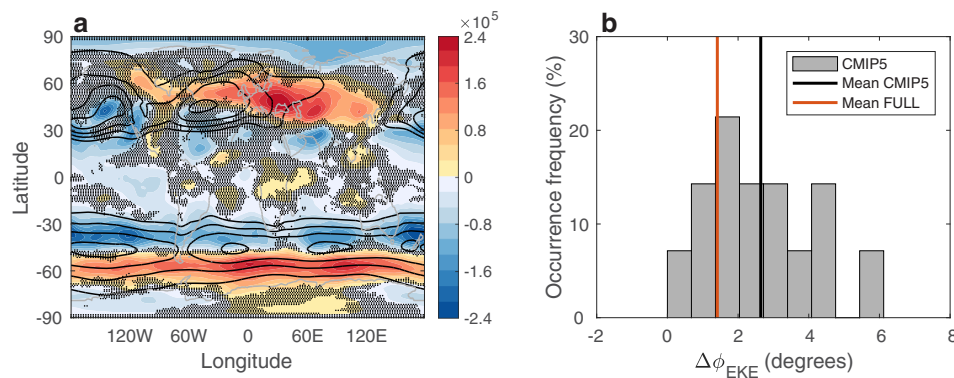 a
×10⁵
90
60
30
0
-30
-60
-90
Latitude
120W
60W
0
60E
120E
Longitude
2.4
1.6
0.8
0
-0.8
-1.6
-2.4
b
30
20
10
0
Occurrence frequency (%)
CMIP5
Mean CMIP5
Mean FULL
-2
0
2
4
6
8
Δϕ_EKE (degrees)